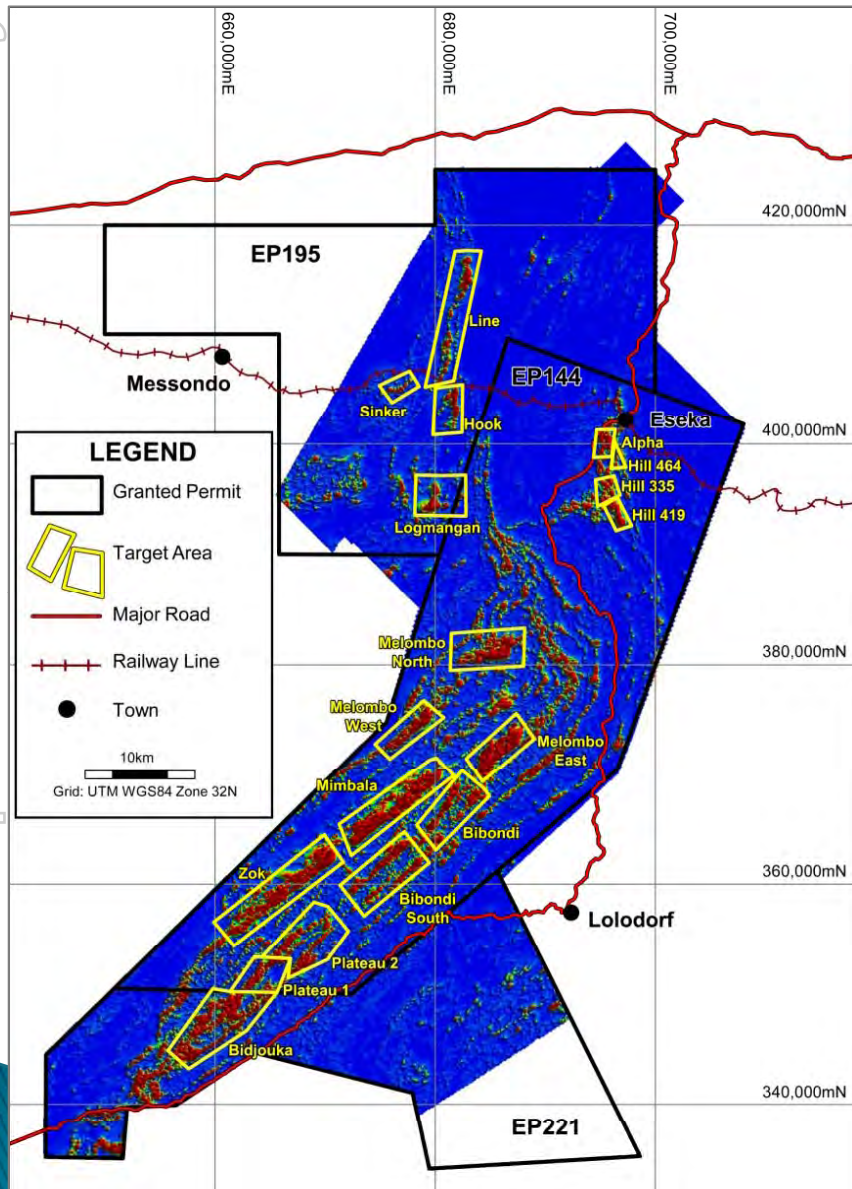 660,000mE
680,000mE
700,000mE
420,000mN
EP195
Line
Messondo
EP144
Sinker
Hook
Eseka
400,000mN
Alpha
Hill 464
Hill 335
Hill 419
Logmangan
LEGEND
Granted Permit
Target Area
Major Road
Railway Line
Town
10km
Grid: UTM WGS84 Zone 32N
Melombo
North
380,000mN
Melombo
West
Melombo
East
Mimbala
Bibondi
Zok
360,000mN
Bibondi
South
Lolodorf
Plateau 2
Plateau 1
Bidjouka
340,000mN
EP221